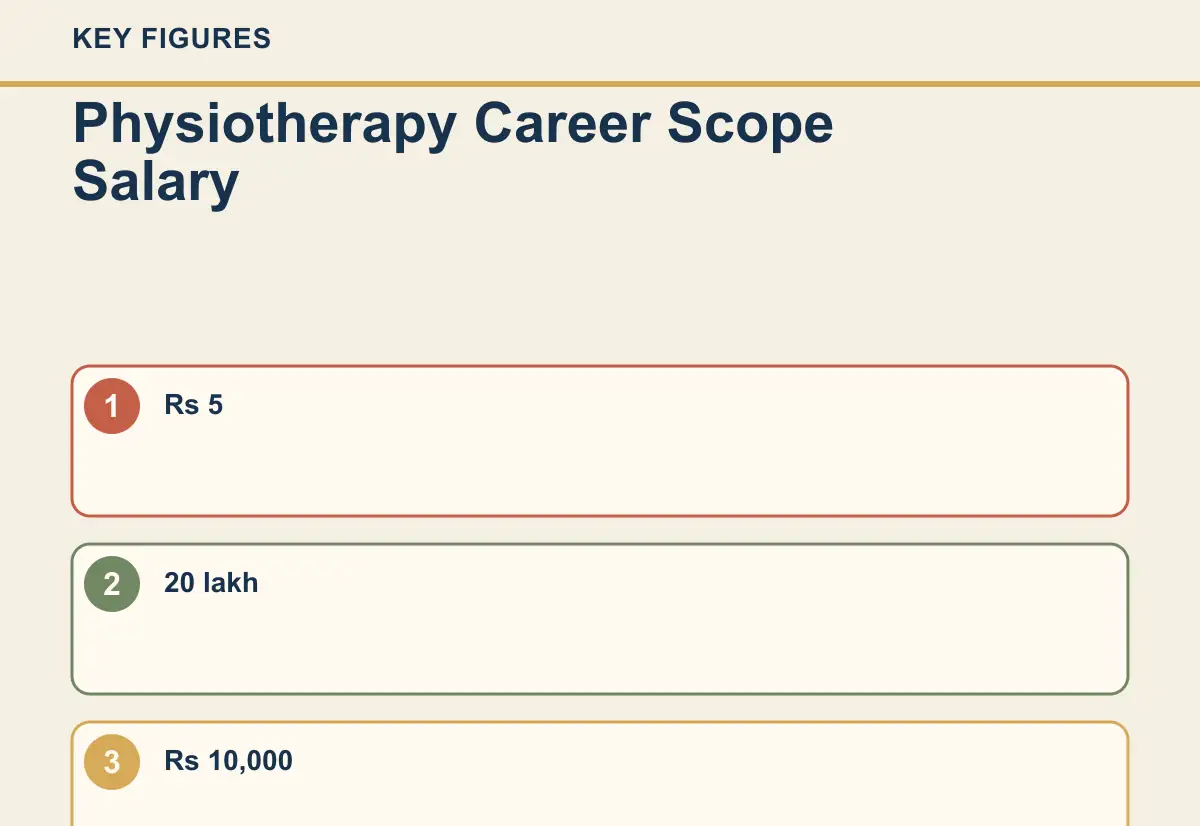 KEY FIGURES
Physiotherapy Career Scope
Salary
1
Rs 5
2
20 lakh
3
Rs 10,000